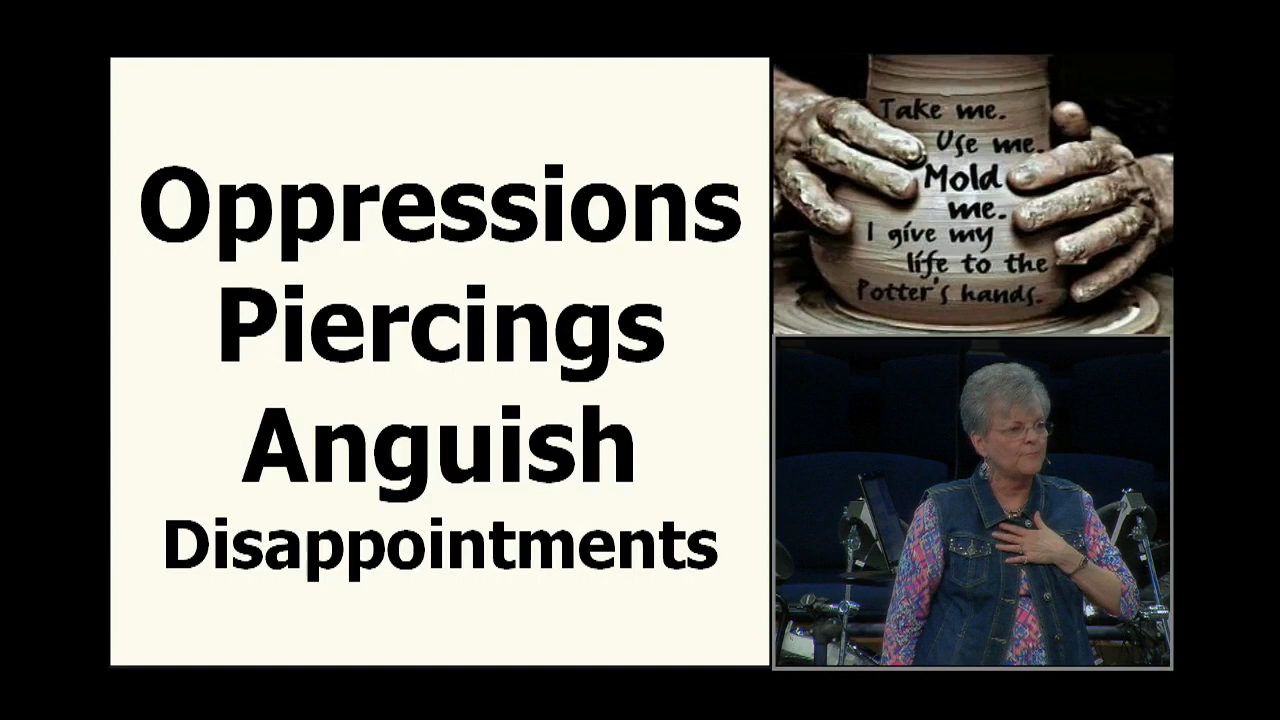 Oppressions
Piercings
Anguish
Disappointments
Take me.
Use me.
Mold
me.
I give my
life to the
Potter's hands.